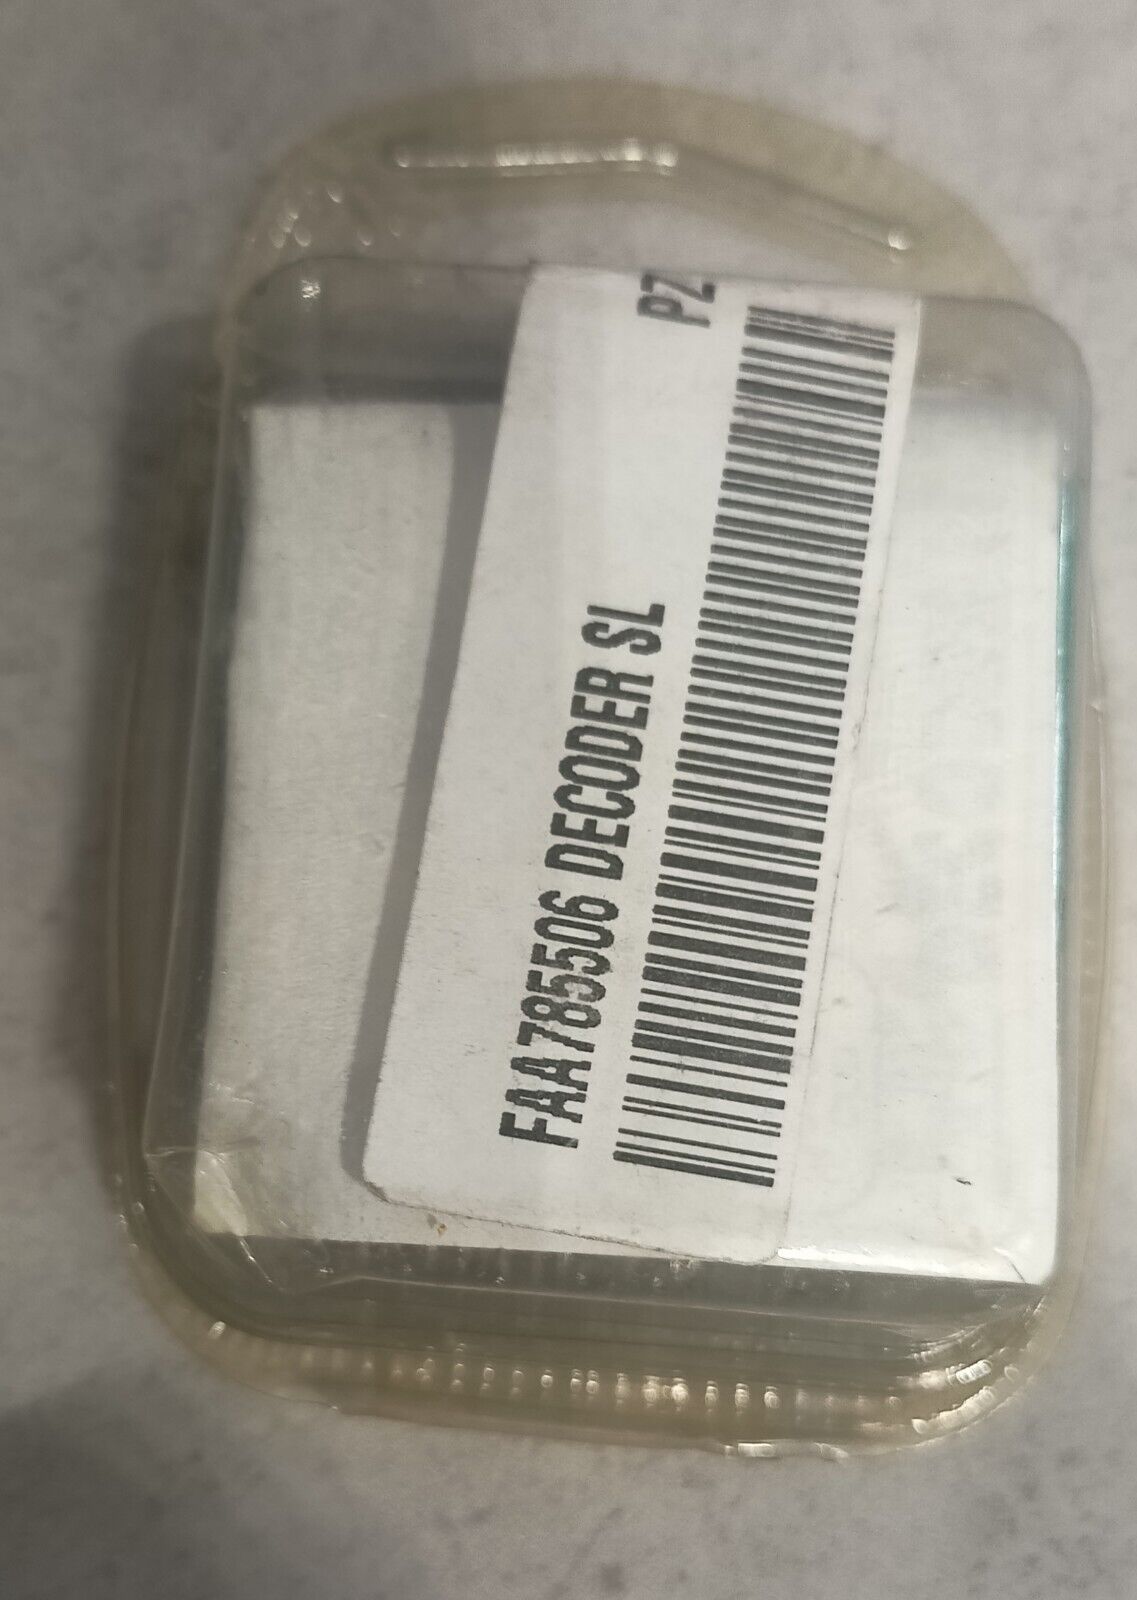 PZ
FAA785506 DECODER SL